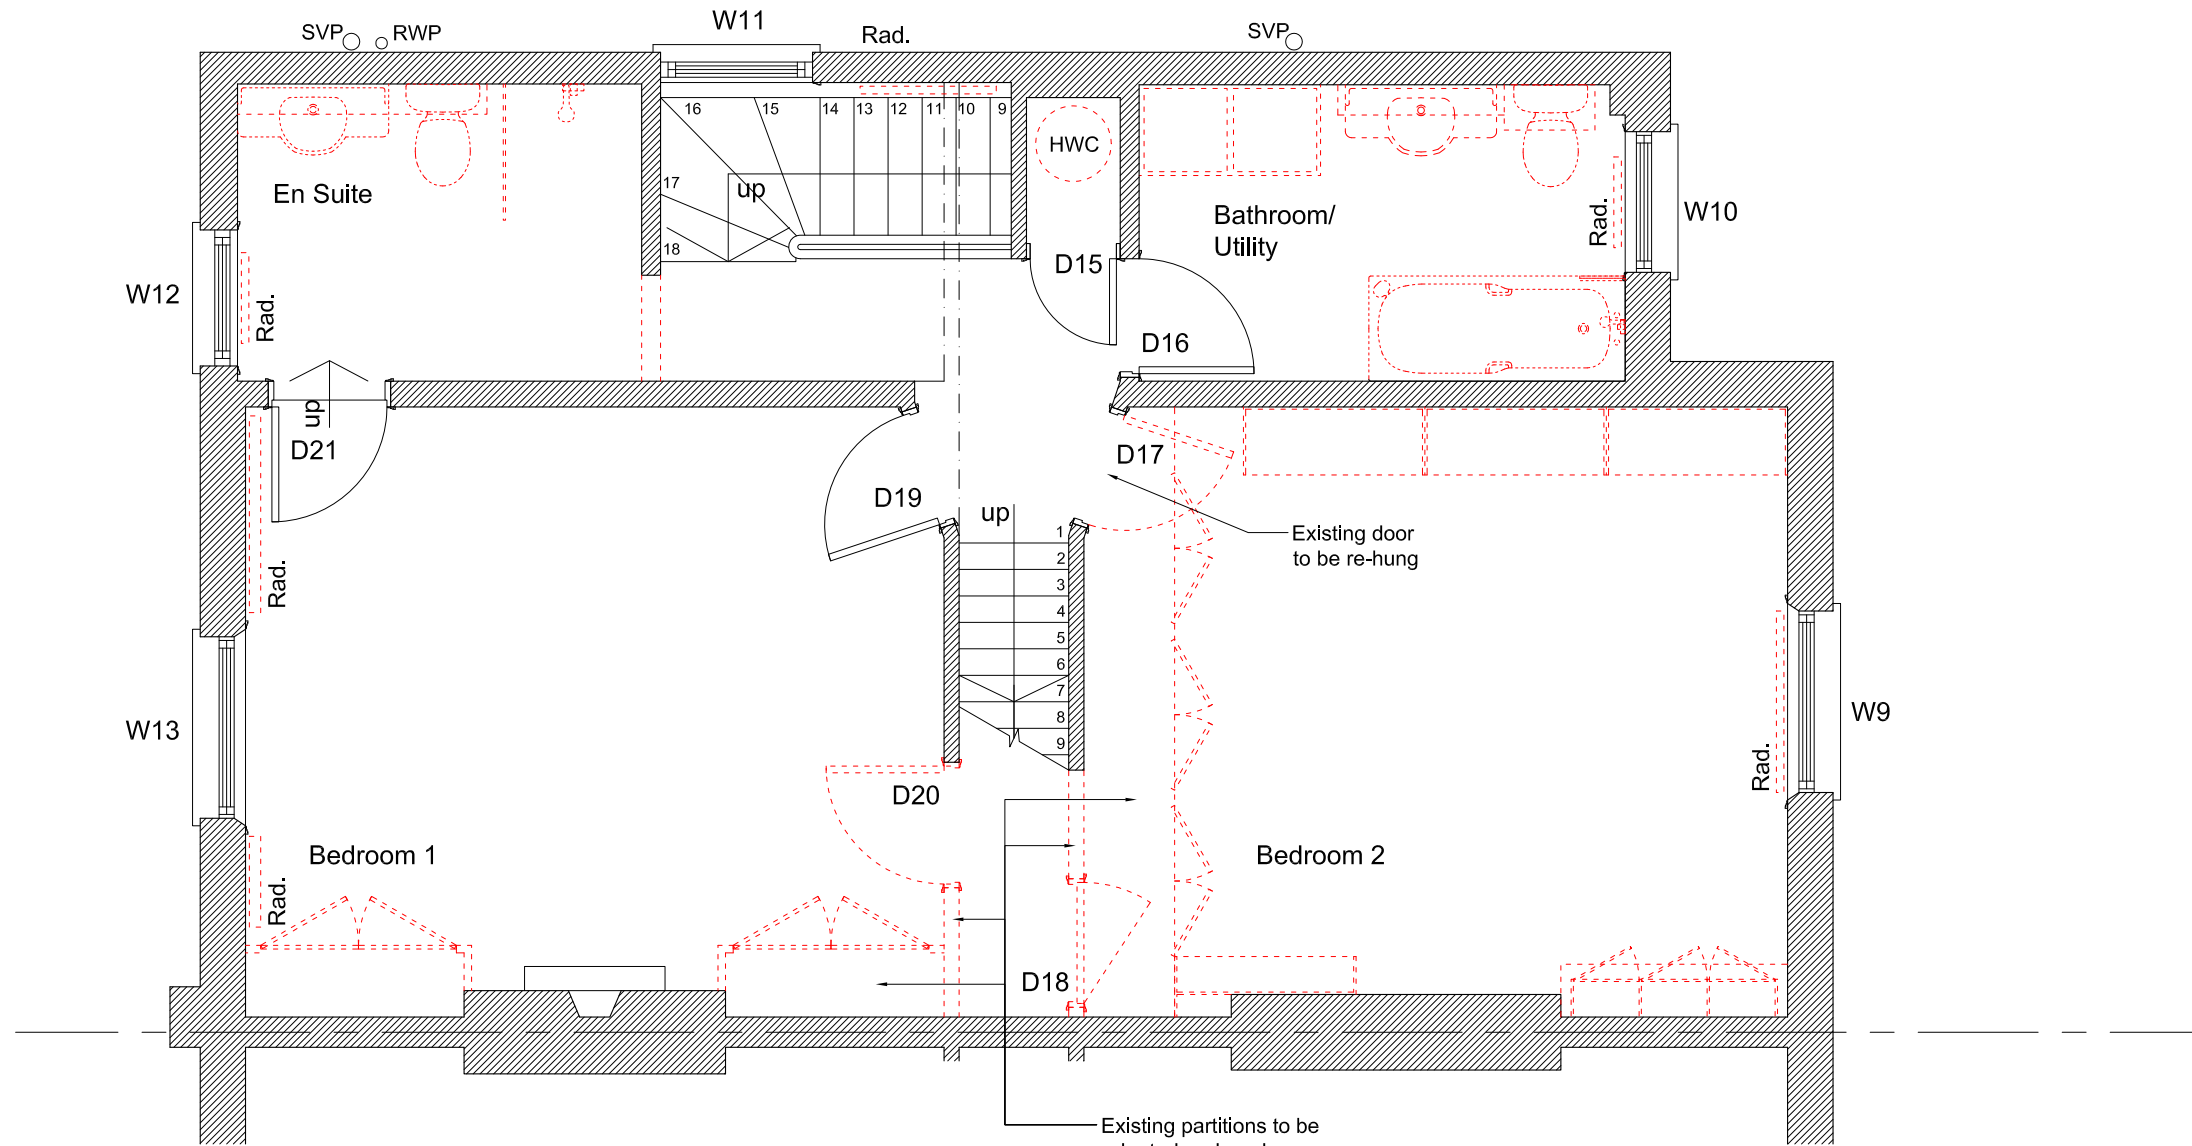 W11
SVP
RWP
Rad.
SVP
16
15
14
13
12
11
10
9
HWC
En Suite
17
up
18
Bathroom/
Utility
Rad.
W10
D15
W12
Rad.
D16
up
D21
D17
D19
up
Existing door
to be re-hung
1
2
3
4
5
6
7
8
9
Rad.
W13
W9
Rad.
D20
Bedroom 1
Bedroom 2
Rad.
D18
Existing partitions to be